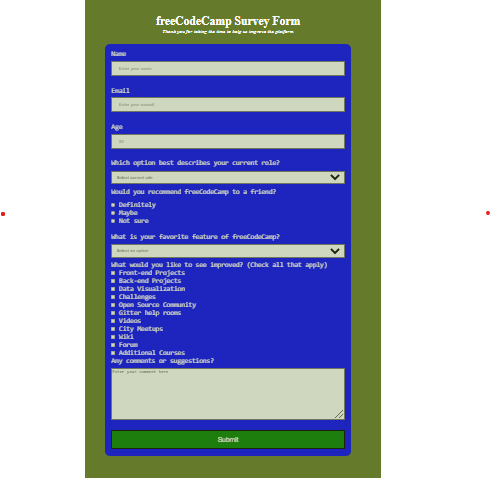 freeCodeCamp Survey Form
Thank you for taking the time to help us improve the platform
Name
Enter your name
Email
Enter your email
Age
Which option best describes your current role?
Select current role
Would you recommend freeCodeCamp to a friend?
Definitely
Maybe
Not sure
What is your favorite feature of freeCodeCamp?
Select an option
What would you like to see improved? (Check all that apply)
Front-end Projects
Back-end Projects
Data Visualization
Challenges
Open Source Community
Gitter help rooms
Videos
City Meetups
Wiki
Forum
Additional Courses
Any comments or suggestions?
Enter your comment here
Submit